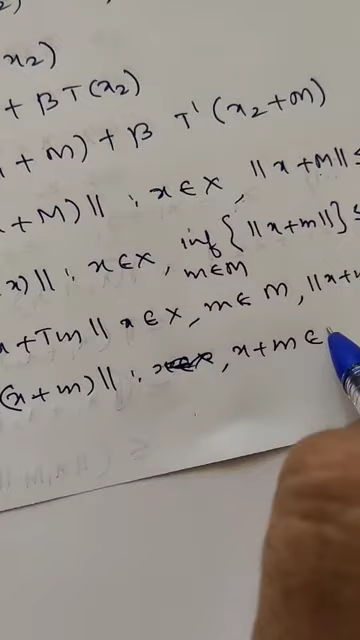 x2)
+ β T(x2)
+ m) + β T'(x2+m)
x + M)|| : x ∈ X, ||x+M|| ≤
x)|| : x ∈ X, inf m∈M {||x+m||} ≤
x + Tm|| x ∈ X, m ∈ M, ||x+m
(x+m)|| : , x+m ∈